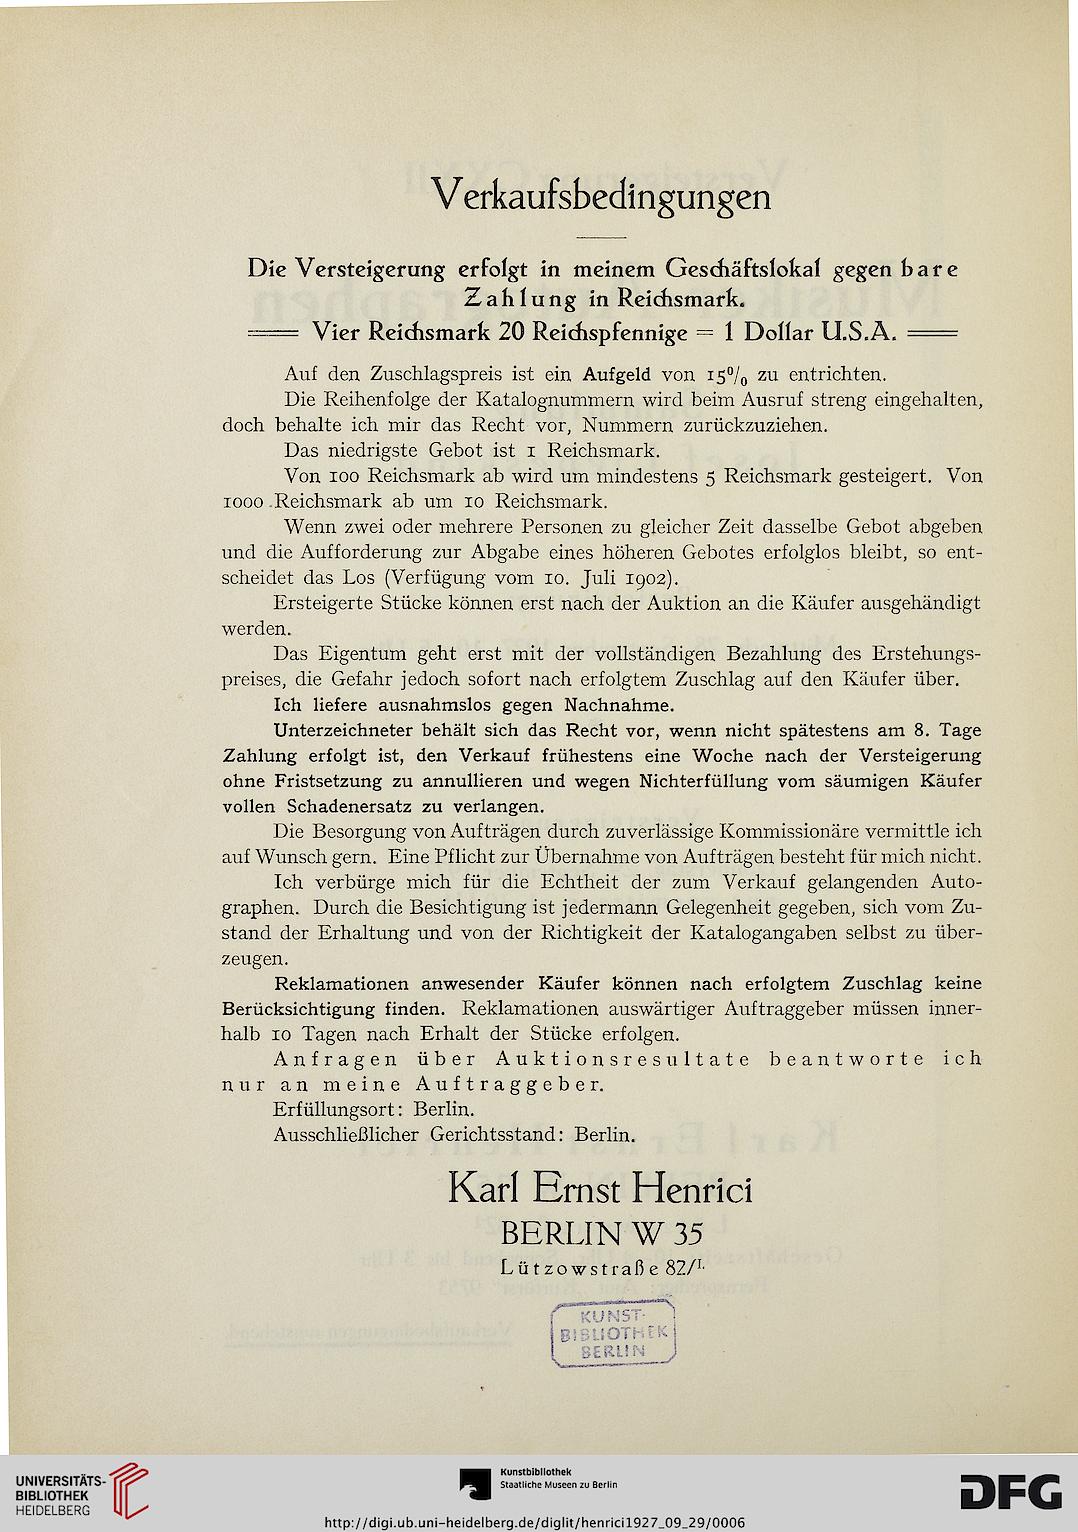 Verkaufsbedingungen
Die Versteigerung erfolgt in meinem Geschäftslokal gegen bare
Zahlung in Reichsmark.
Vier Reichsmark 20 Reichspfennige = 1 Dollar U.S.A.
Auf den Zuschlagspreis ist ein Aufgeld von 15% zu entrichten.
Die Reihenfolge der Katalognummern wird beim Ausruf streng eingehalten,
doch behalte ich mir das Recht vor, Nummern zurückzuziehen.
Das niedrigste Gebot ist 1 Reichsmark.
Von 100 Reichsmark ab wird um mindestens 5 Reichsmark gesteigert. Von
1000 Reichsmark ab um 10 Reichsmark.
Wenn zwei oder mehrere Personen zu gleicher Zeit dasselbe Gebot abgeben
und die Aufforderung zur Abgabe eines höheren Gebotes erfolglos bleibt, so ent-
scheidet das Los (Verfügung vom 10. Juli 1902).
Ersteigerte Stücke können erst nach der Auktion an die Käufer ausgehändigt
werden.
Das Eigentum geht erst mit der vollständigen Bezahlung des Erstehungs-
preises, die Gefahr jedoch sofort nach erfolgtem Zuschlag auf den Käufer über.
Ich liefere ausnahmslos gegen Nachnahme.
Unterzeichneter behält sich das Recht vor, wenn nicht spätestens am 8. Tage
Zahlung erfolgt ist, den Verkauf frühestens eine Woche nach der Versteigerung
ohne Fristsetzung zu annullieren und wegen Nichterfüllung vom säumigen Käufer
vollen Schadenersatz zu verlangen.
Die Besorgung von Aufträgen durch zuverlässige Kommissionäre vermittle ich
auf Wunsch gern. Eine Pflicht zur Übernahme von Aufträgen besteht für mich nicht.
Ich verbürge mich für die Echtheit der zum Verkauf gelangenden Auto-
graphen. Durch die Besichtigung ist jedermann Gelegenheit gegeben, sich vom Zu-
stand der Erhaltung und von der Richtigkeit der Katalogangaben selbst zu über-
zeugen.
Reklamationen anwesender Käufer können nach erfolgtem Zuschlag keine
Berücksichtigung finden. Reklamationen auswärtiger Auftraggeber müssen inner-
halb 10 Tagen nach Erhalt der Stücke erfolgen.
Anfragen über Auktionsresultate beantworte ich
nur an meine Auftraggeber.
Erfüllungsort: Berlin.
Ausschließlicher Gerichtsstand: Berlin.
Karl Ernst Henrici
BERLIN W 35
Lützowstraße 82/I.
KUNST-
BIBLIOTHEK
BERLIN
UNIVERSITÄTS-
BIBLIOTHEK
HEIDELBERG
Kunstbibliothek
Staatliche Museen zu Berlin
DFG
http://digi.ub.uni-heidelberg.de/diglit/henrici1927_09_29/0006